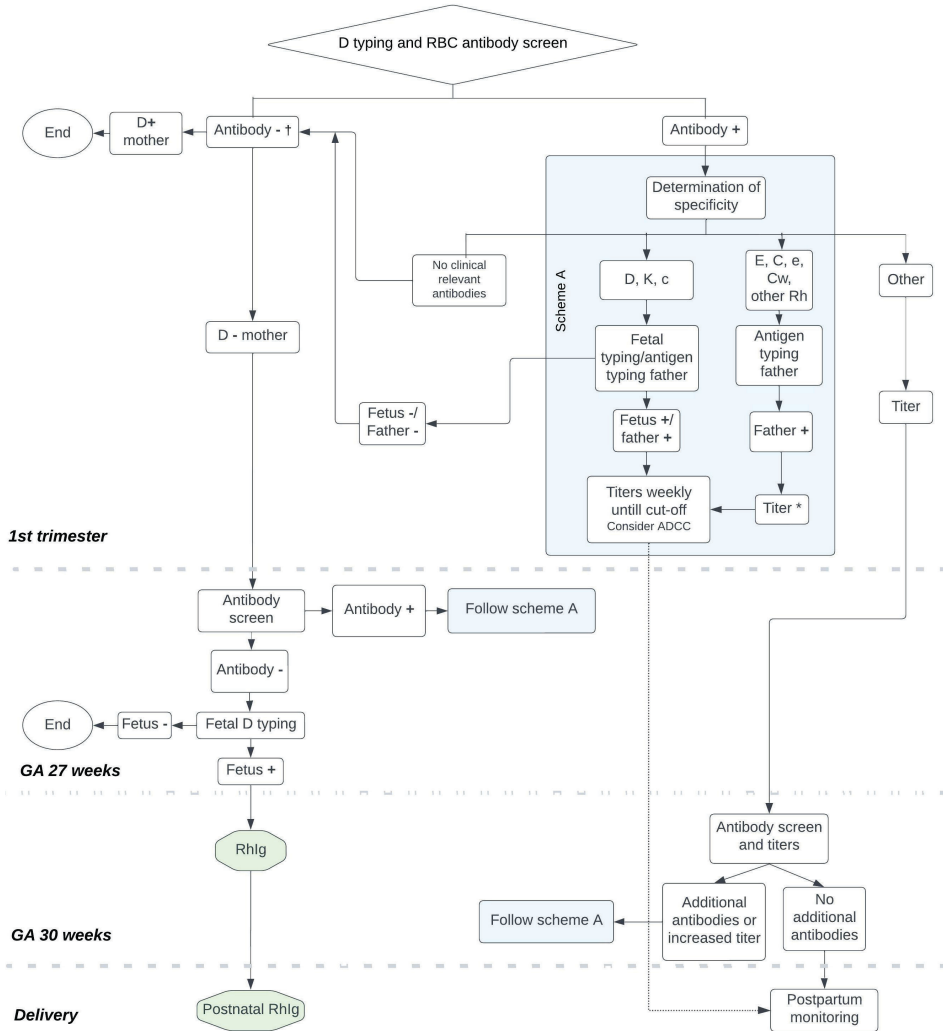 D typing and RBC antibody screen
End
D+
mother
Antibody - †
Antibody +
Determination of
specificity
Scheme A
No clinical
relevant
antibodies
D, K, c
E, C, e,
Cw,
other Rh
Other
D - mother
Fetal
typing/antigen
typing father
Antigen
typing
father
Titer
Fetus -/
Father -
Fetus +/
father +
Father +
Titers weekly
untill cut-off
Consider ADCC
Titer *
1st trimester
Antibody
screen
Antibody +
Follow scheme A
Antibody -
End
Fetus -
Fetal D typing
Fetus +
GA 27 weeks
RhIg
Antibody screen
and titers
Follow scheme A
Additional
antibodies or
increased titer
No
additional
antibodies
GA 30 weeks
Postnatal RhIg
Postpartum
monitoring
Delivery